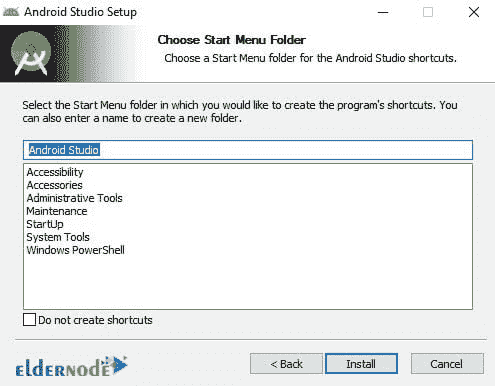 Android Studio Setup
Choose Start Menu Folder
Choose a Start Menu folder for the Android Studio shortcuts.
Select the Start Menu folder in which you would like to create the program's shortcuts. You
can also enter a name to create a new folder.
Android Studio
Accessibility
Accessories
Administrative Tools
Maintenance
StartUp
System Tools
Windows PowerShell
Do not create shortcuts
eldernode
< Back
Install
Cancel